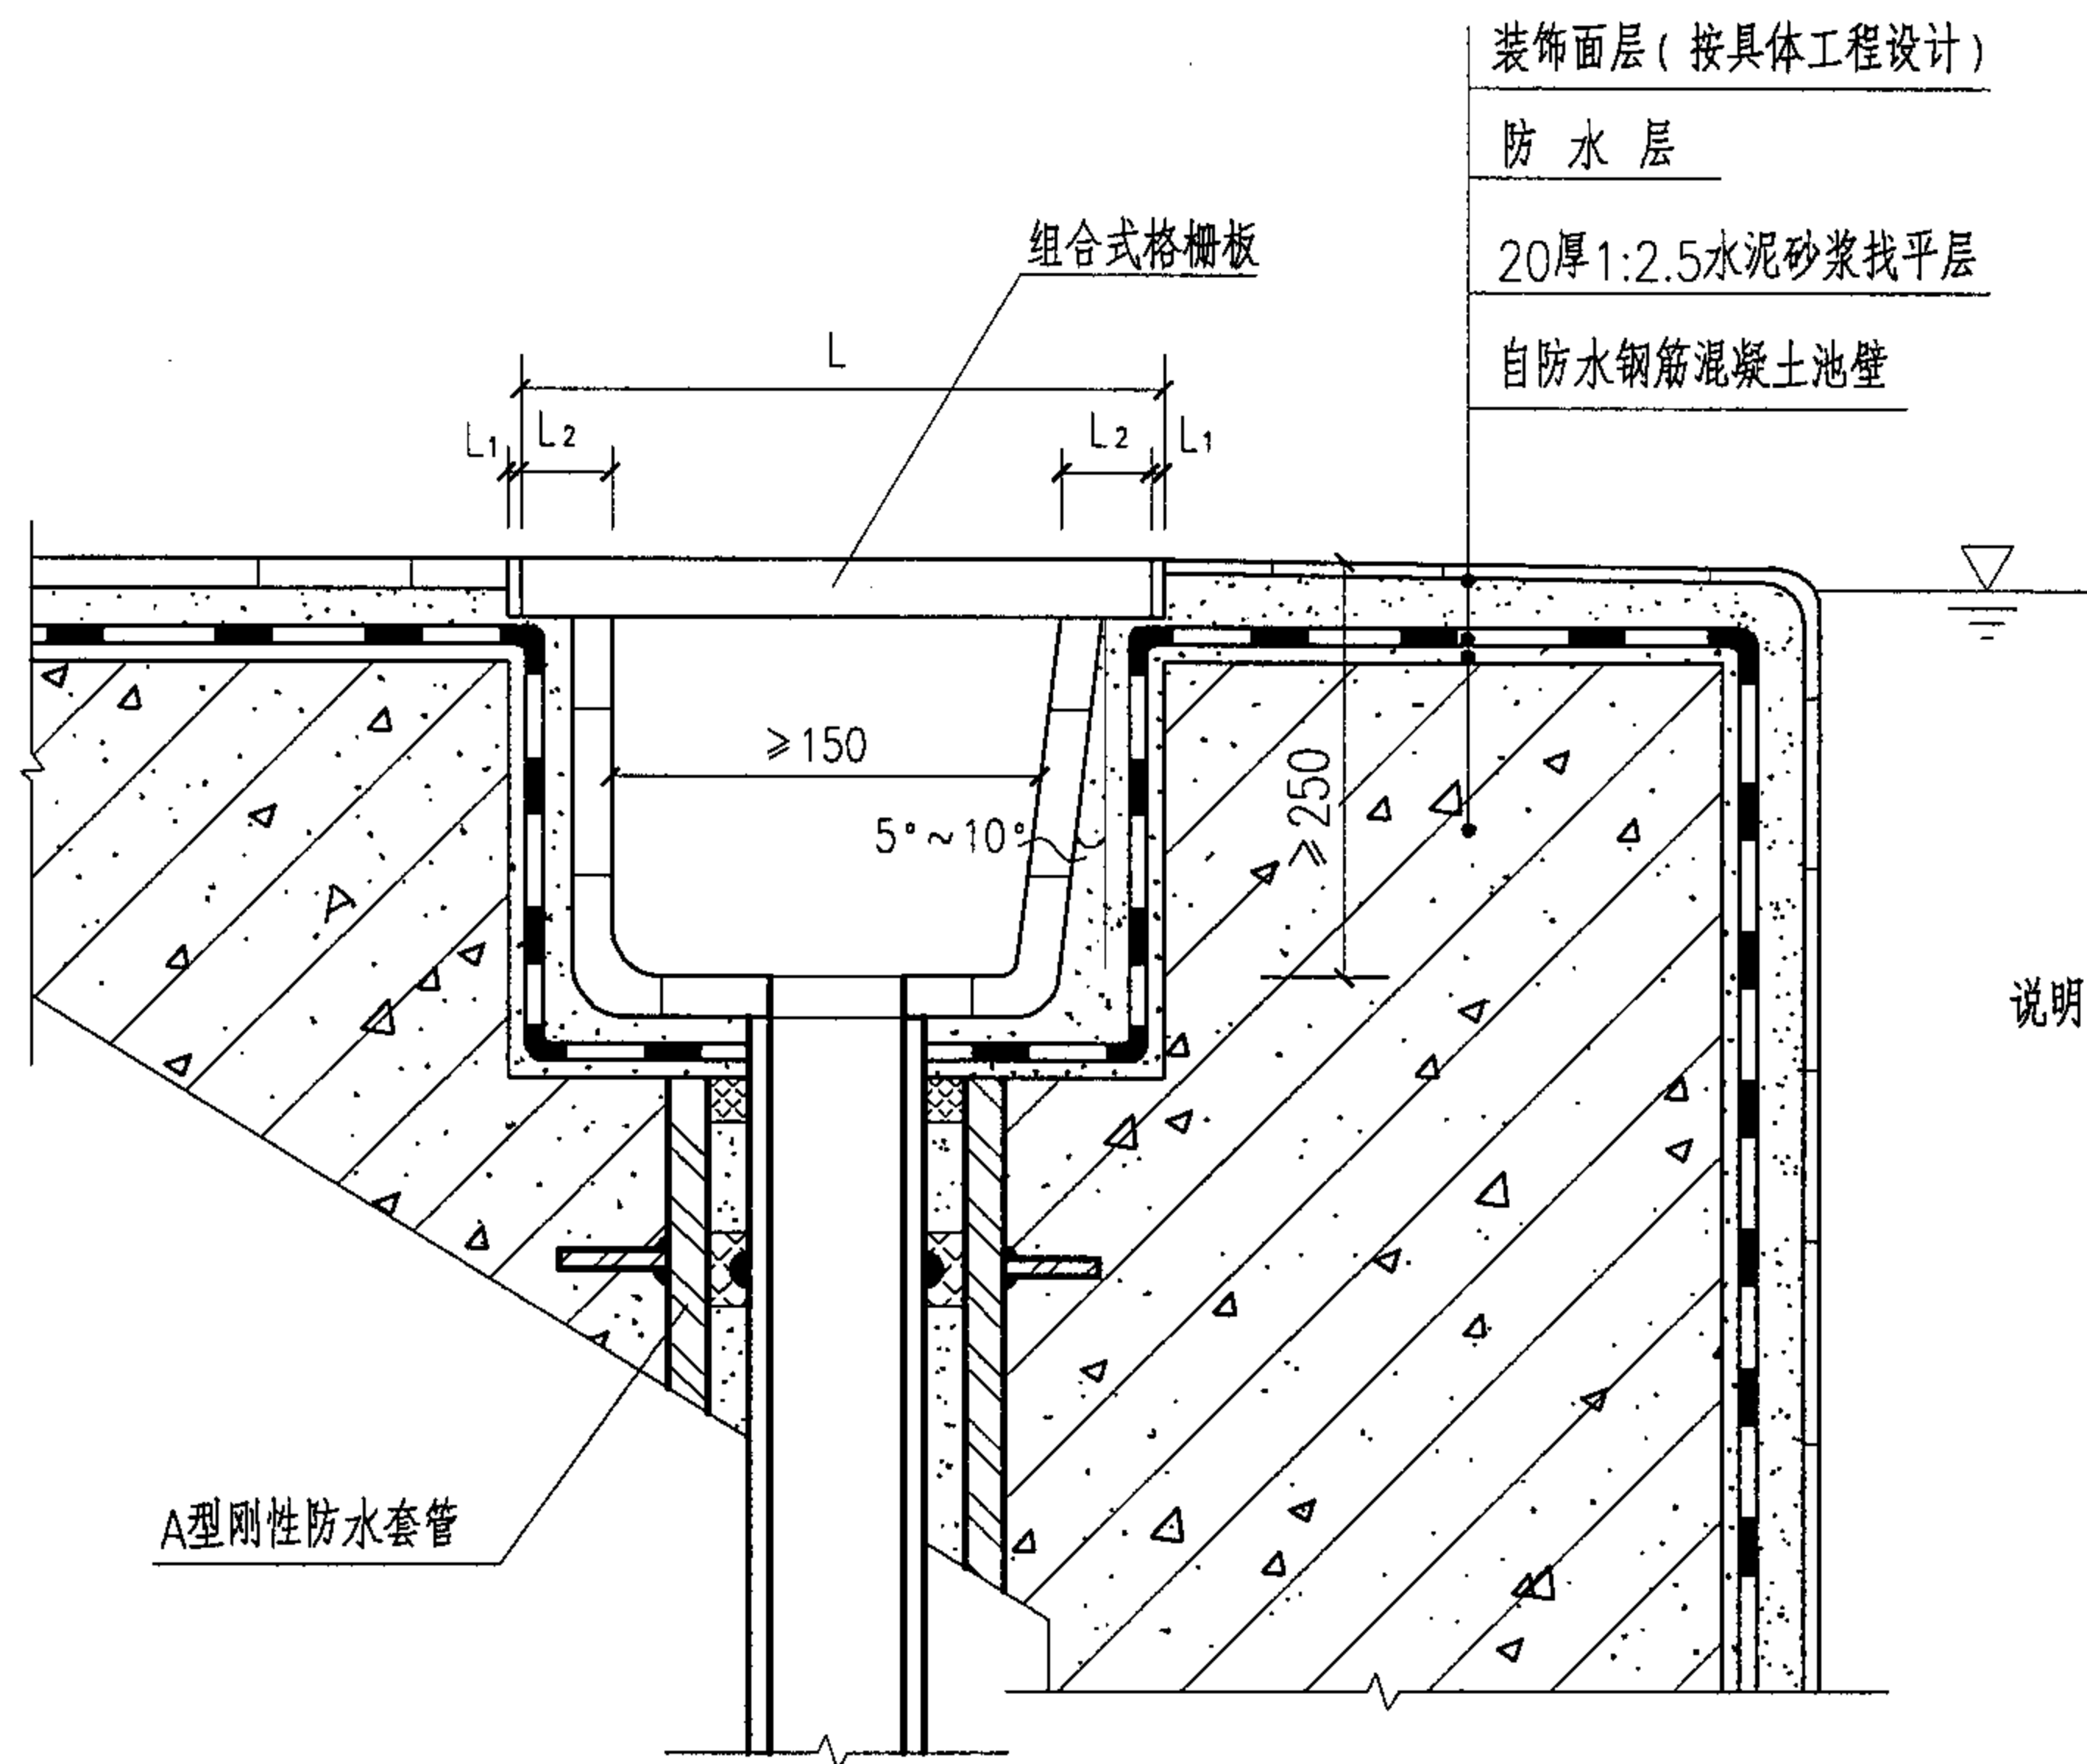 装饰面层(按具体工程设计)
防水层
20厚1:2.5水泥砂浆找平层
自防水钢筋混凝土池壁
组合式格栅板
L
L1
L2
L2
L1
≥150
5°~10°
≥250
说明
A型刚性防水套管